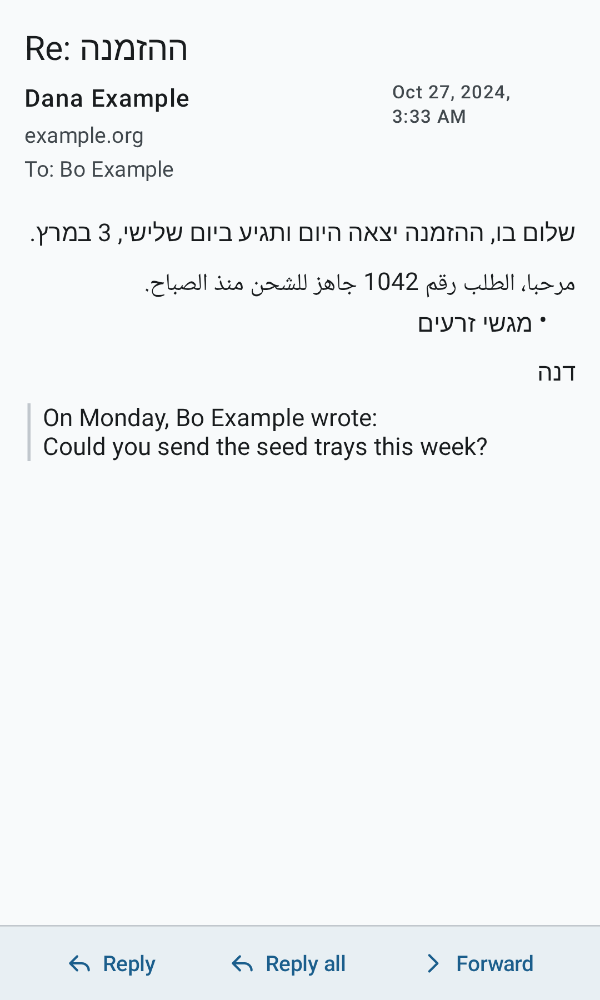 Re: ההזמנה
Dana Example
Oct 27, 2024,
3:33 AM
example.org
To: Bo Example
שלום בו, ההזמנה יצאה היום ותגיע ביום שלישי, 3 במרץ.
مرحبا، الطلب رقم 1042 جاهز للشحن منذ الصباح.
• מגשי זרעים
דנה
On Monday, Bo Example wrote:
Could you send the seed trays this week?
Reply
Reply all
Forward